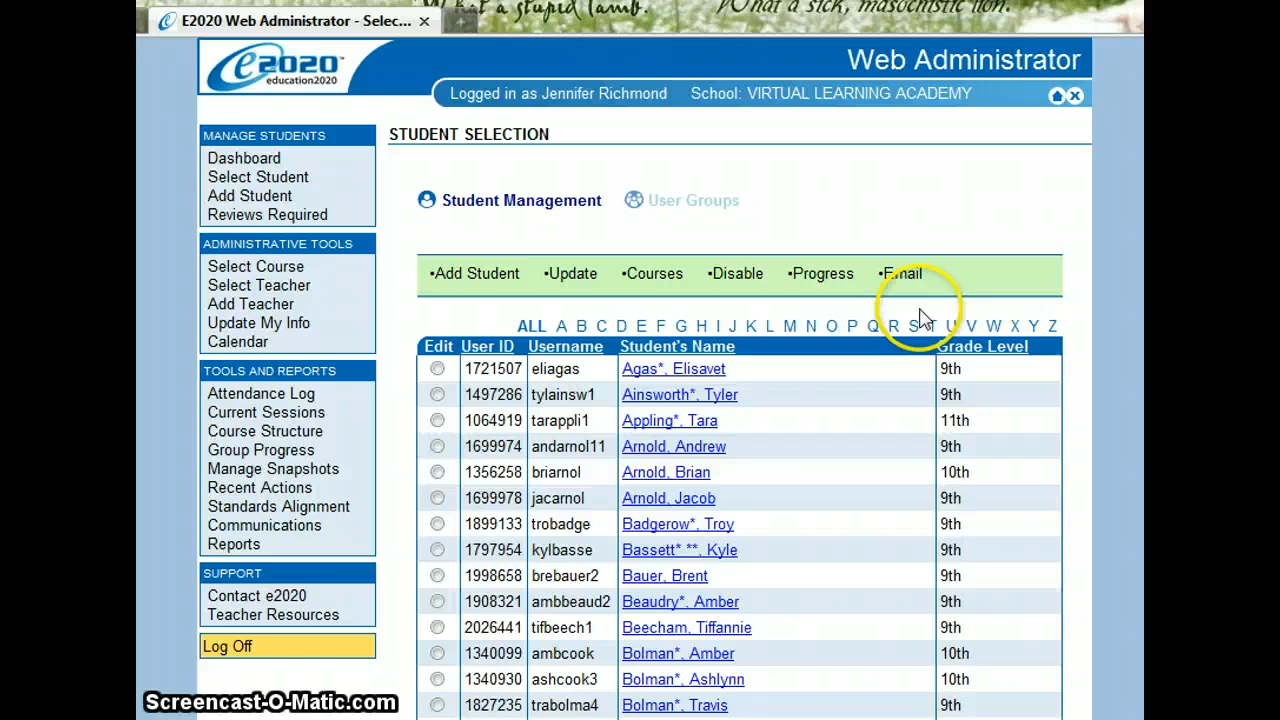 What a stupid lamb. What a sick, masochistic lion.
E2020 Web Administrator - Selec...
e2020
education2020
Web Administrator
Logged in as Jennifer Richmond School: VIRTUAL LEARNING ACADEMY
MANAGE STUDENTS
Dashboard
Select Student
Add Student
Reviews Required
ADMINISTRATIVE TOOLS
Select Course
Select Teacher
Add Teacher
Update My Info
Calendar
TOOLS AND REPORTS
Attendance Log
Current Sessions
Course Structure
Group Progress
Manage Snapshots
Recent Actions
Standards Alignment
Communications
Reports
SUPPORT
Contact e2020
Teacher Resources
Log Off
STUDENT SELECTION
Student Management User Groups
•Add Student •Update •Courses •Disable •Progress •Email
ALL A B C D E F G H I J K L M N O P Q R S T U V W X Y Z
Edit User ID Username Student's Name Grade Level
1721507 eliagas Agas*, Elisavet 9th
1497286 tylainsw1 Ainsworth*, Tyler 9th
1064919 tarappli1 Appling*, Tara 11th
1699974 andarnol11 Arnold, Andrew 9th
1356258 briarnol Arnold, Brian 10th
1699978 jacarnol Arnold, Jacob 9th
1899133 trobadge Badgerow*, Troy 9th
1797954 kylbasse Bassett* **, Kyle 9th
1998658 brebauer2 Bauer, Brent 9th
1908321 ambbeaud2 Beaudry*, Amber 9th
2026441 tifbeech1 Beecham, Tiffannie 9th
1340099 ambcook Bolman*, Amber 10th
1340930 ashcook3 Bolman*, Ashlynn 10th
1827235 trabolma4 Bolman*, Travis 9th
Screencast-O-Matic.com